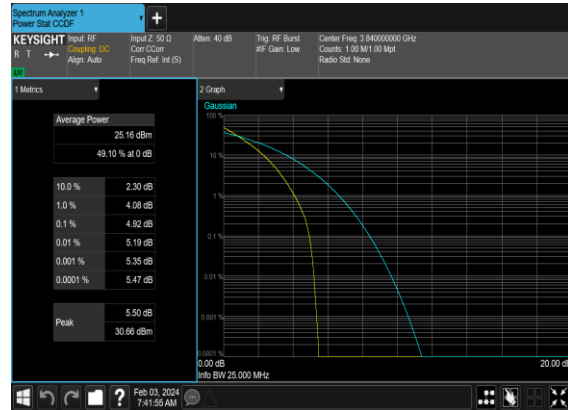 Spectrum Analyzer 1
Power Stat CCDF
KEYSIGHT
R T
LW
Input: RF
Coupling: DC
Align: Auto
Input Z: 50 Ω
Corr CCorr
Freq Ref: Int (S)
Atten: 40 dB
Trig: RF Burst
#IF Gain: Low
Center Freq: 3.840000000 GHz
Counts: 1.00 M/1.00 Mpt
Radio Std: None
1 Metrics
Average Power
25.16 dBm
49.10 % at 0 dB
10.0 % 2.30 dB
1.0 % 4.08 dB
0.1 % 4.92 dB
0.01 % 5.19 dB
0.001 % 5.35 dB
0.0001 % 5.47 dB
Peak
5.50 dB
30.66 dBm
2 Graph
Gaussian
100 %
10 %
1 %
0.1 %
0.01 %
0.001 %
0.0001 %
0.00 dB
20.00 dB
Info BW 25.000 MHz
Feb 03, 2024
7:41:55 AM